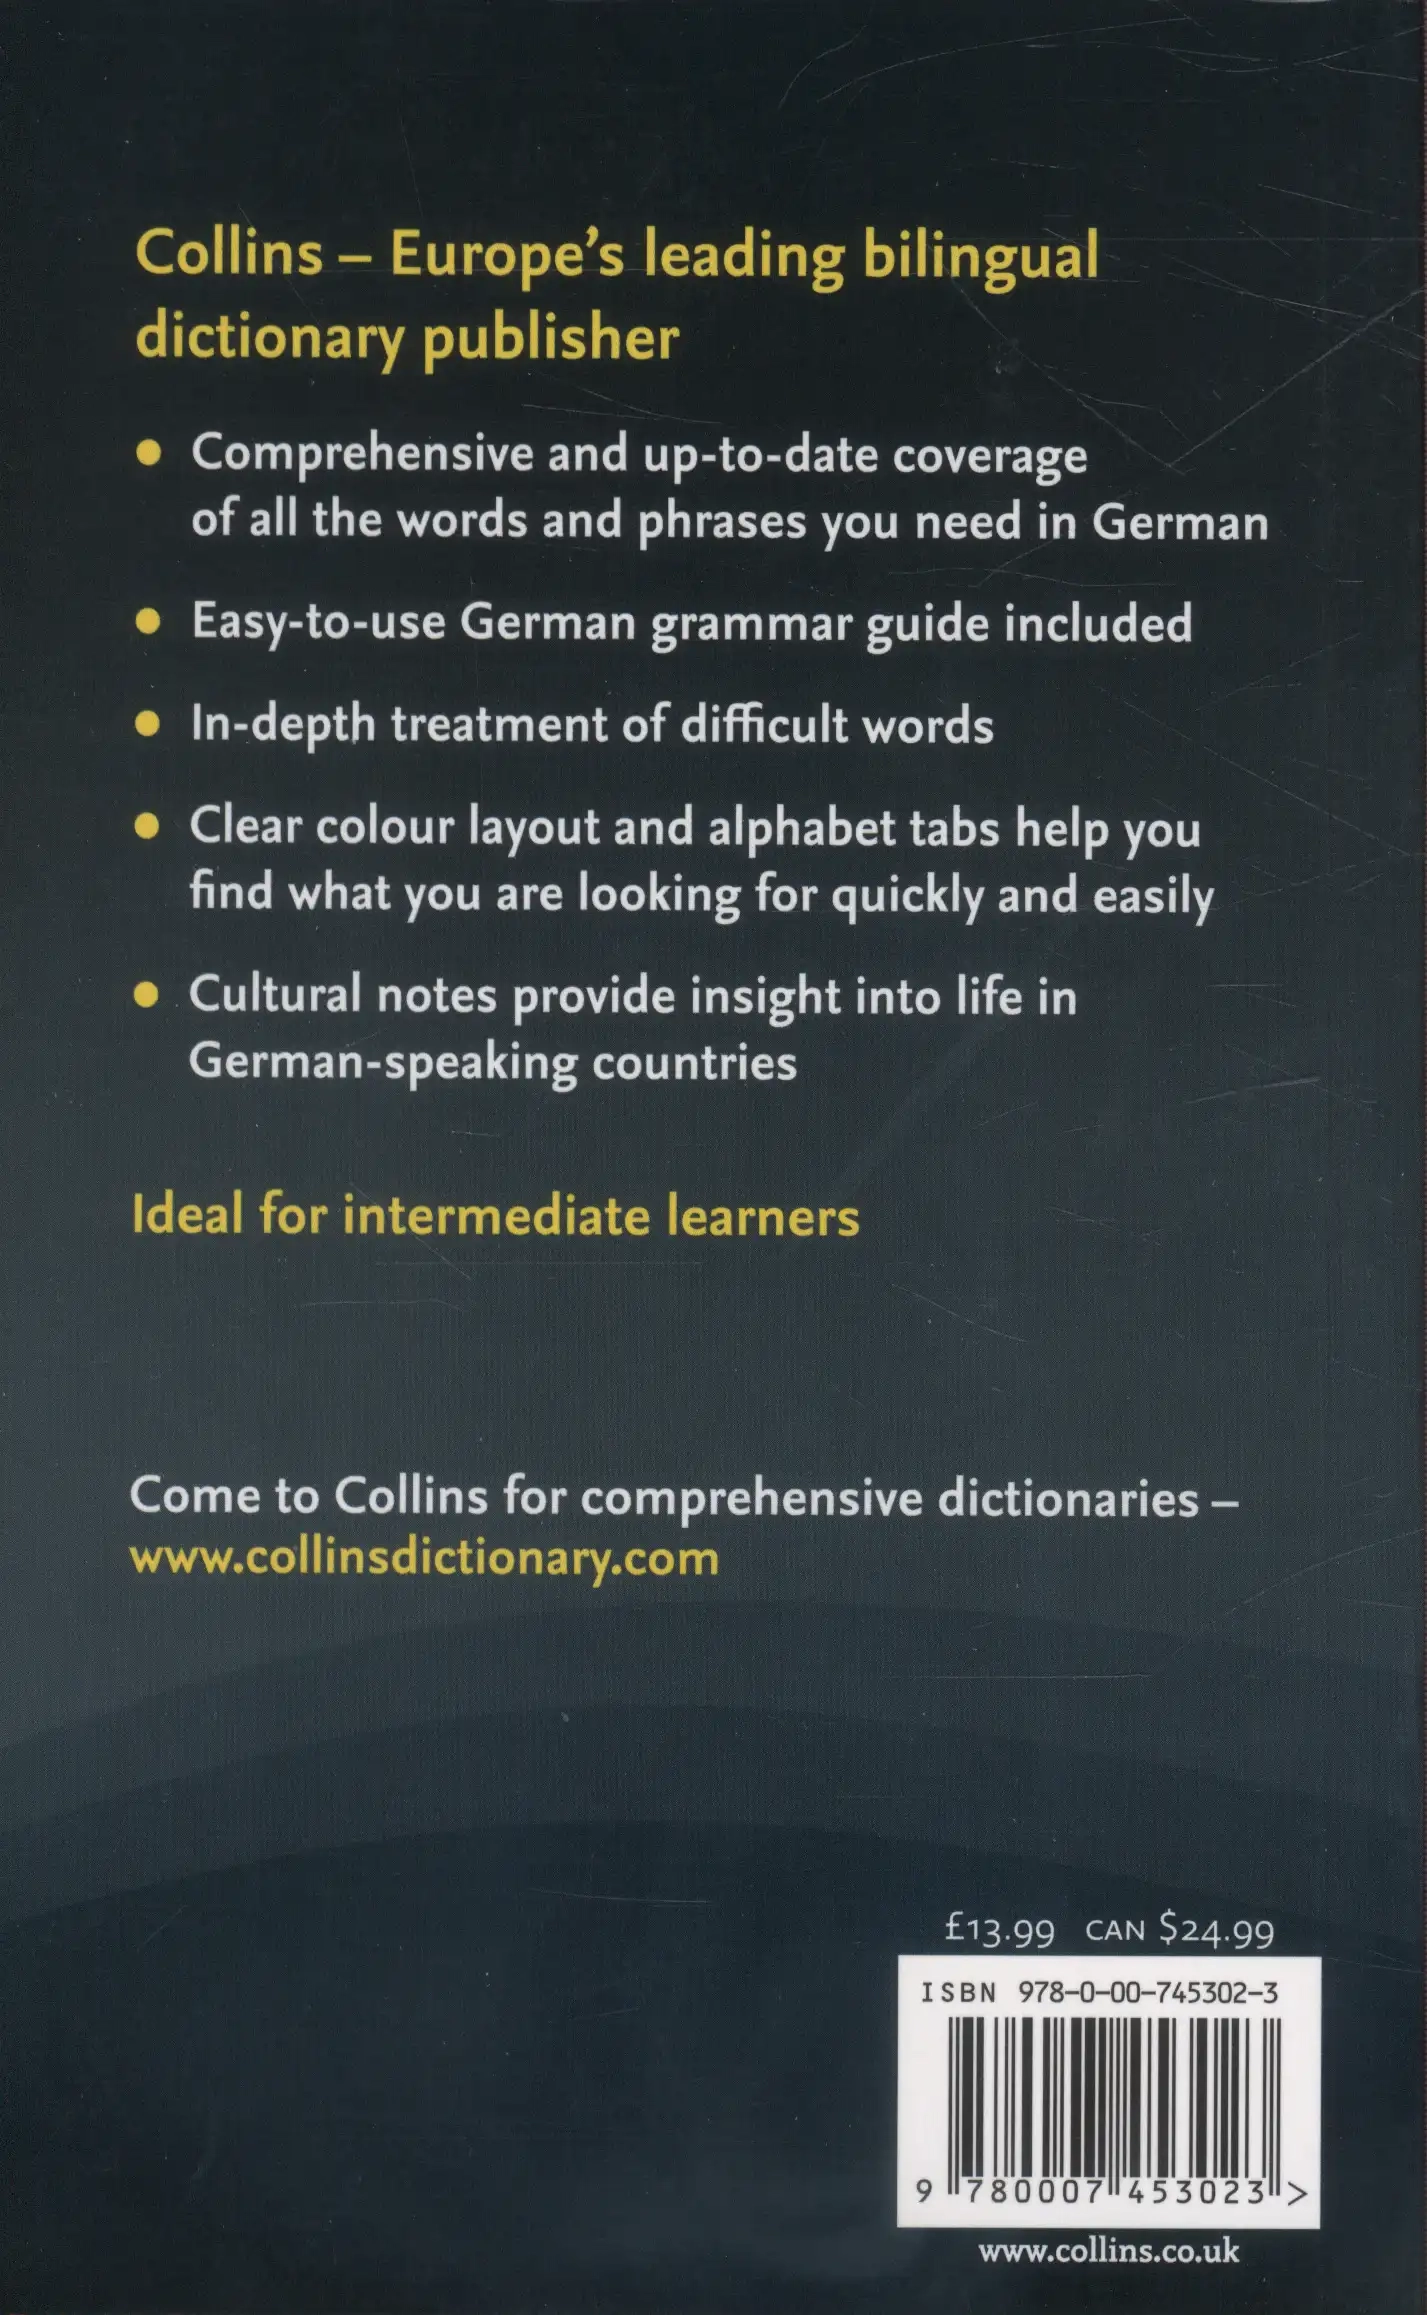 Collins – Europe's leading bilingual
dictionary publisher
• Comprehensive and up-to-date coverage
of all the words and phrases you need in German
• Easy-to-use German grammar guide included
• In-depth treatment of difficult words
• Clear colour layout and alphabet tabs help you
find what you are looking for quickly and easily
• Cultural notes provide insight into life in
German-speaking countries
Ideal for intermediate learners
Come to Collins for comprehensive dictionaries –
www.collinsdictionary.com
£13.99 CAN $24.99
ISBN 978-0-00-745302-3
9 780007 453023 >
www.collins.co.uk